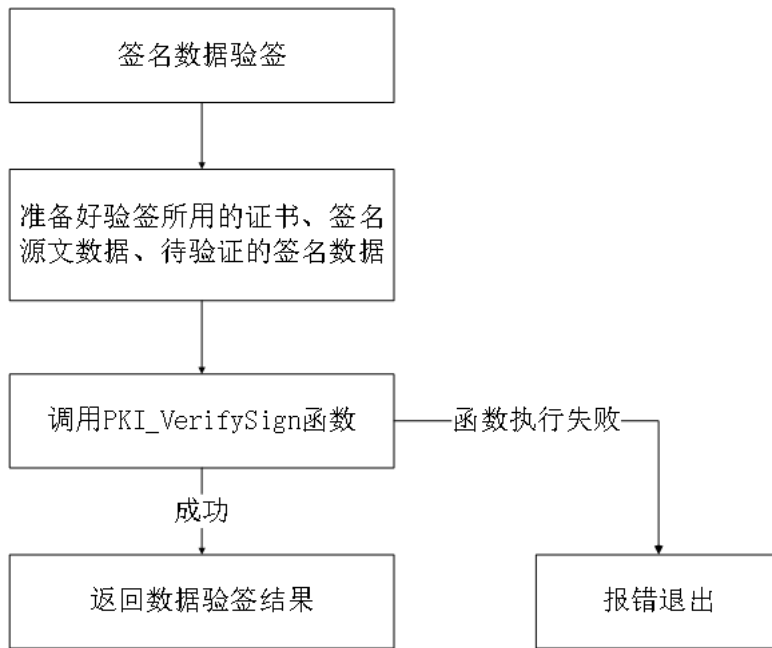 签名数据验签
准备好验签所用的证书、签名
源文数据、待验证的签名数据
调用PKI_VerifySign函数
函数执行失败
成功
返回数据验签结果
报错退出